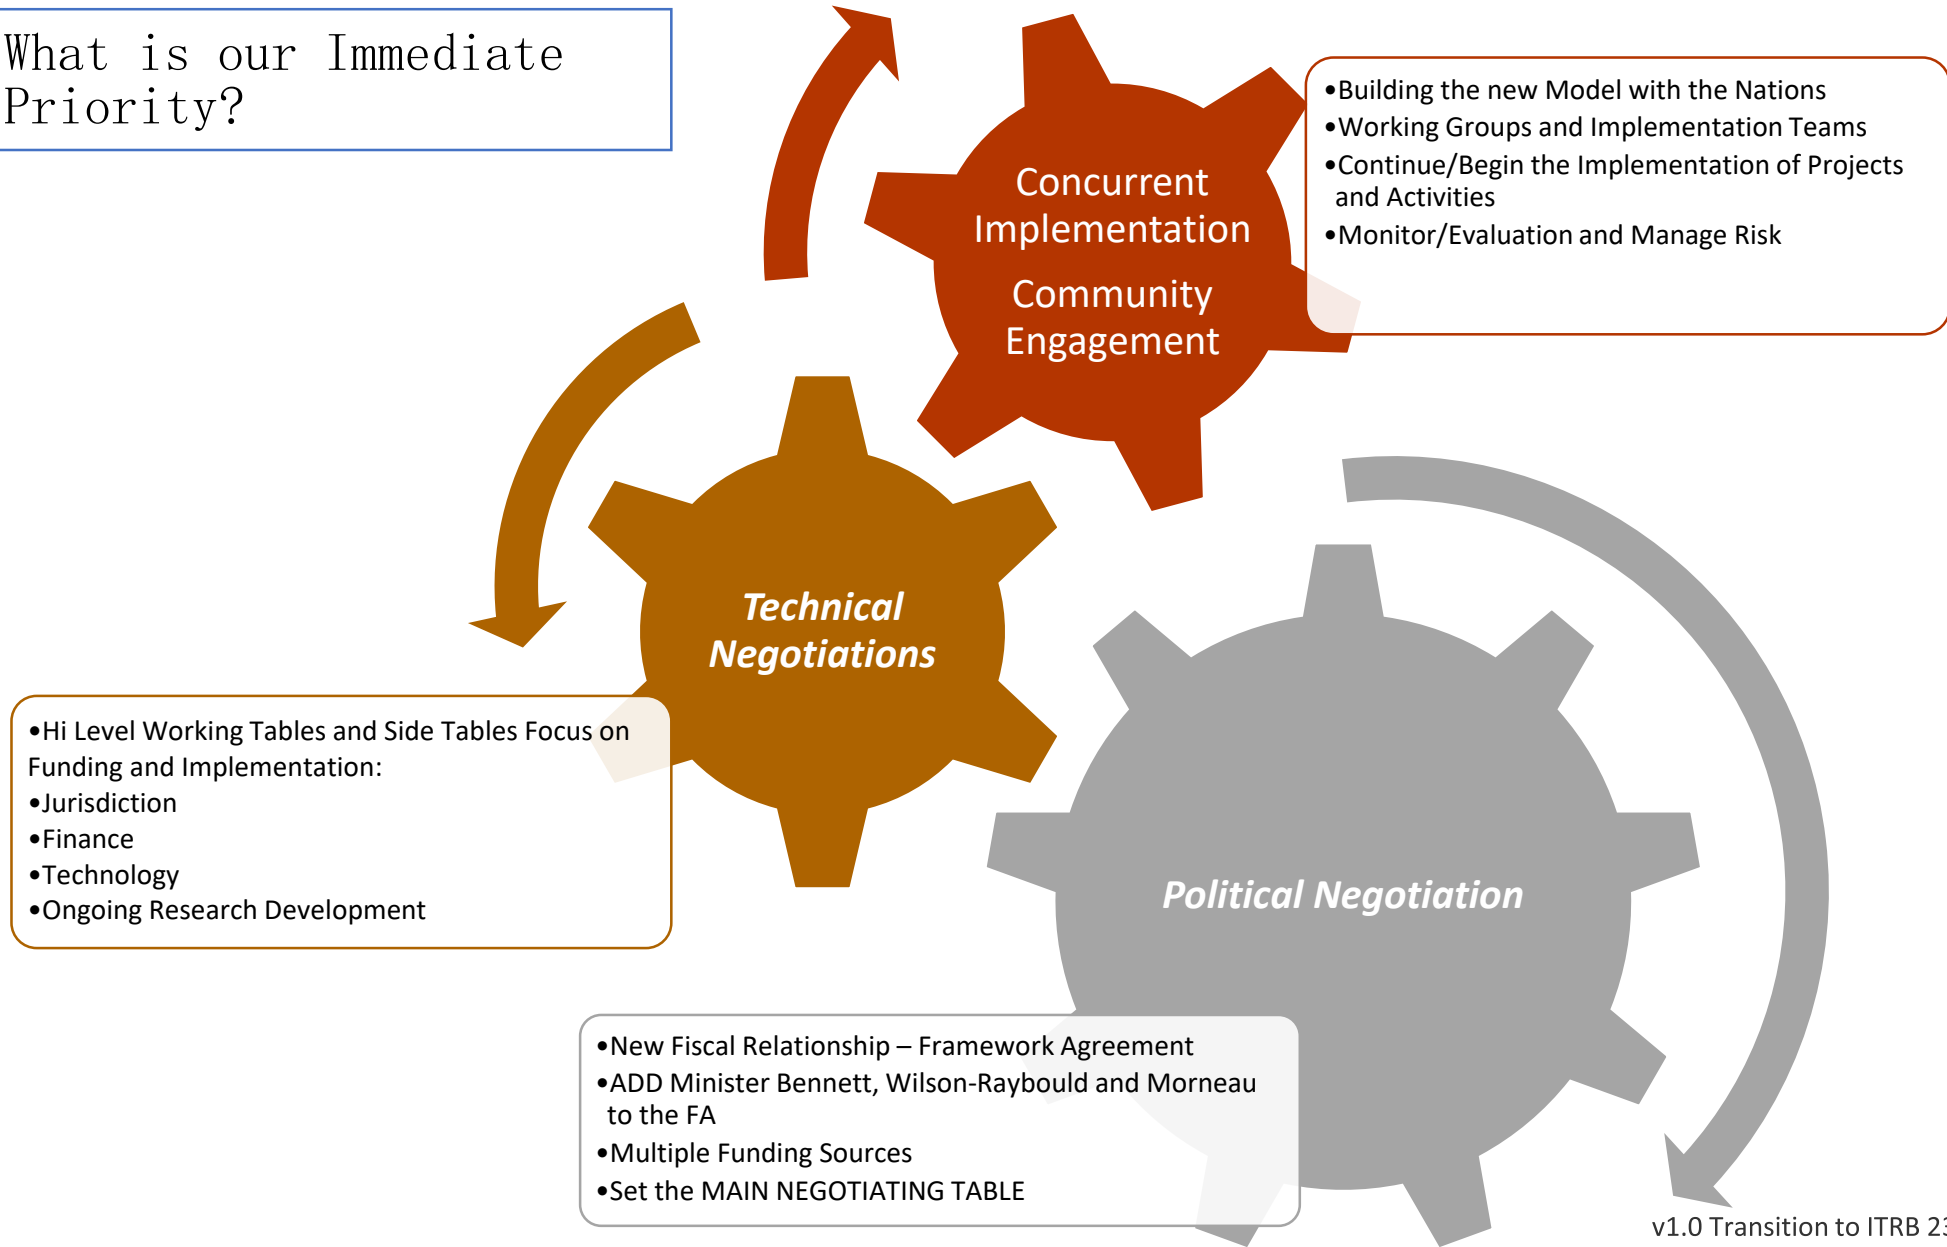 What is our Immediate
Priority?
Concurrent
Implementation
Community
Engagement
•Building the new Model with the Nations
•Working Groups and Implementation Teams
•Continue/Begin the Implementation of Projects
and Activities
•Monitor/Evaluation and Manage Risk
Technical
Negotiations
•Hi Level Working Tables and Side Tables Focus on
Funding and Implementation:
•Jurisdiction
•Finance
•Technology
•Ongoing Research Development
Political Negotiation
•New Fiscal Relationship – Framework Agreement
•ADD Minister Bennett, Wilson-Raybould and Morneau
to the FA
•Multiple Funding Sources
•Set the MAIN NEGOTIATING TABLE
v1.0 Transition to ITRB 23